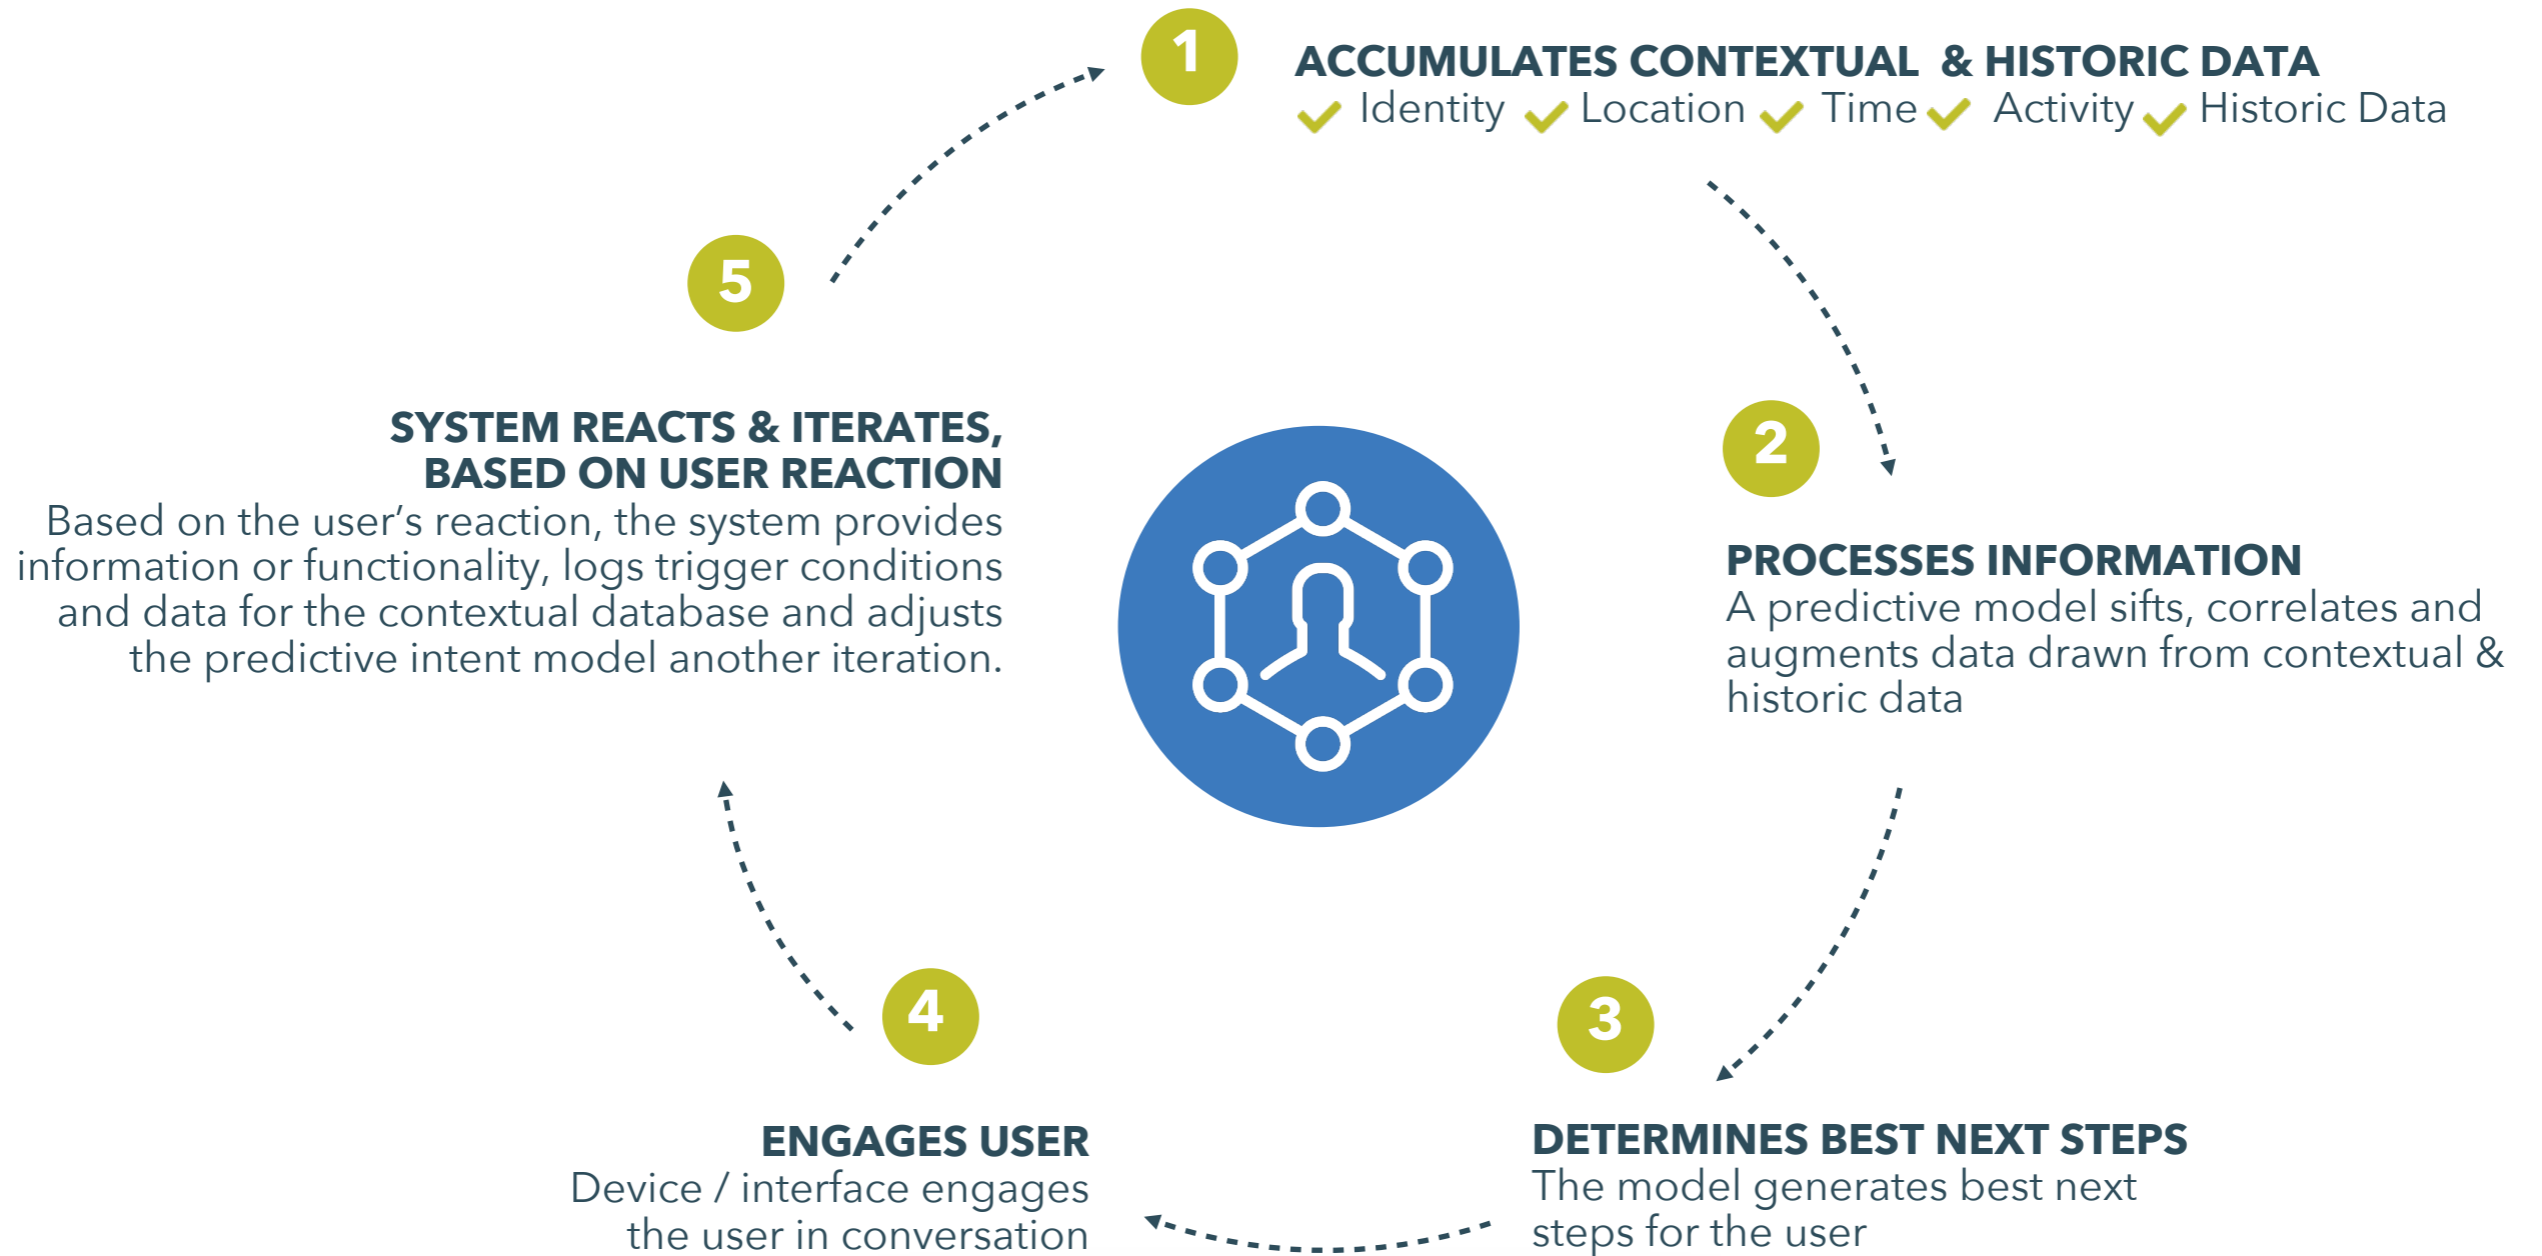 1
ACCUMULATES CONTEXTUAL & HISTORIC DATA
Identity Location Time Activity Historic Data
2
PROCESSES INFORMATION
A predictive model sifts, correlates and
augments data drawn from contextual &
historic data
3
DETERMINES BEST NEXT STEPS
The model generates best next
steps for the user
4
ENGAGES USER
Device / interface engages
the user in conversation
5
SYSTEM REACTS & ITERATES,
BASED ON USER REACTION
Based on the user’s reaction, the system provides
information or functionality, logs trigger conditions
and data for the contextual database and adjusts
the predictive intent model another iteration.